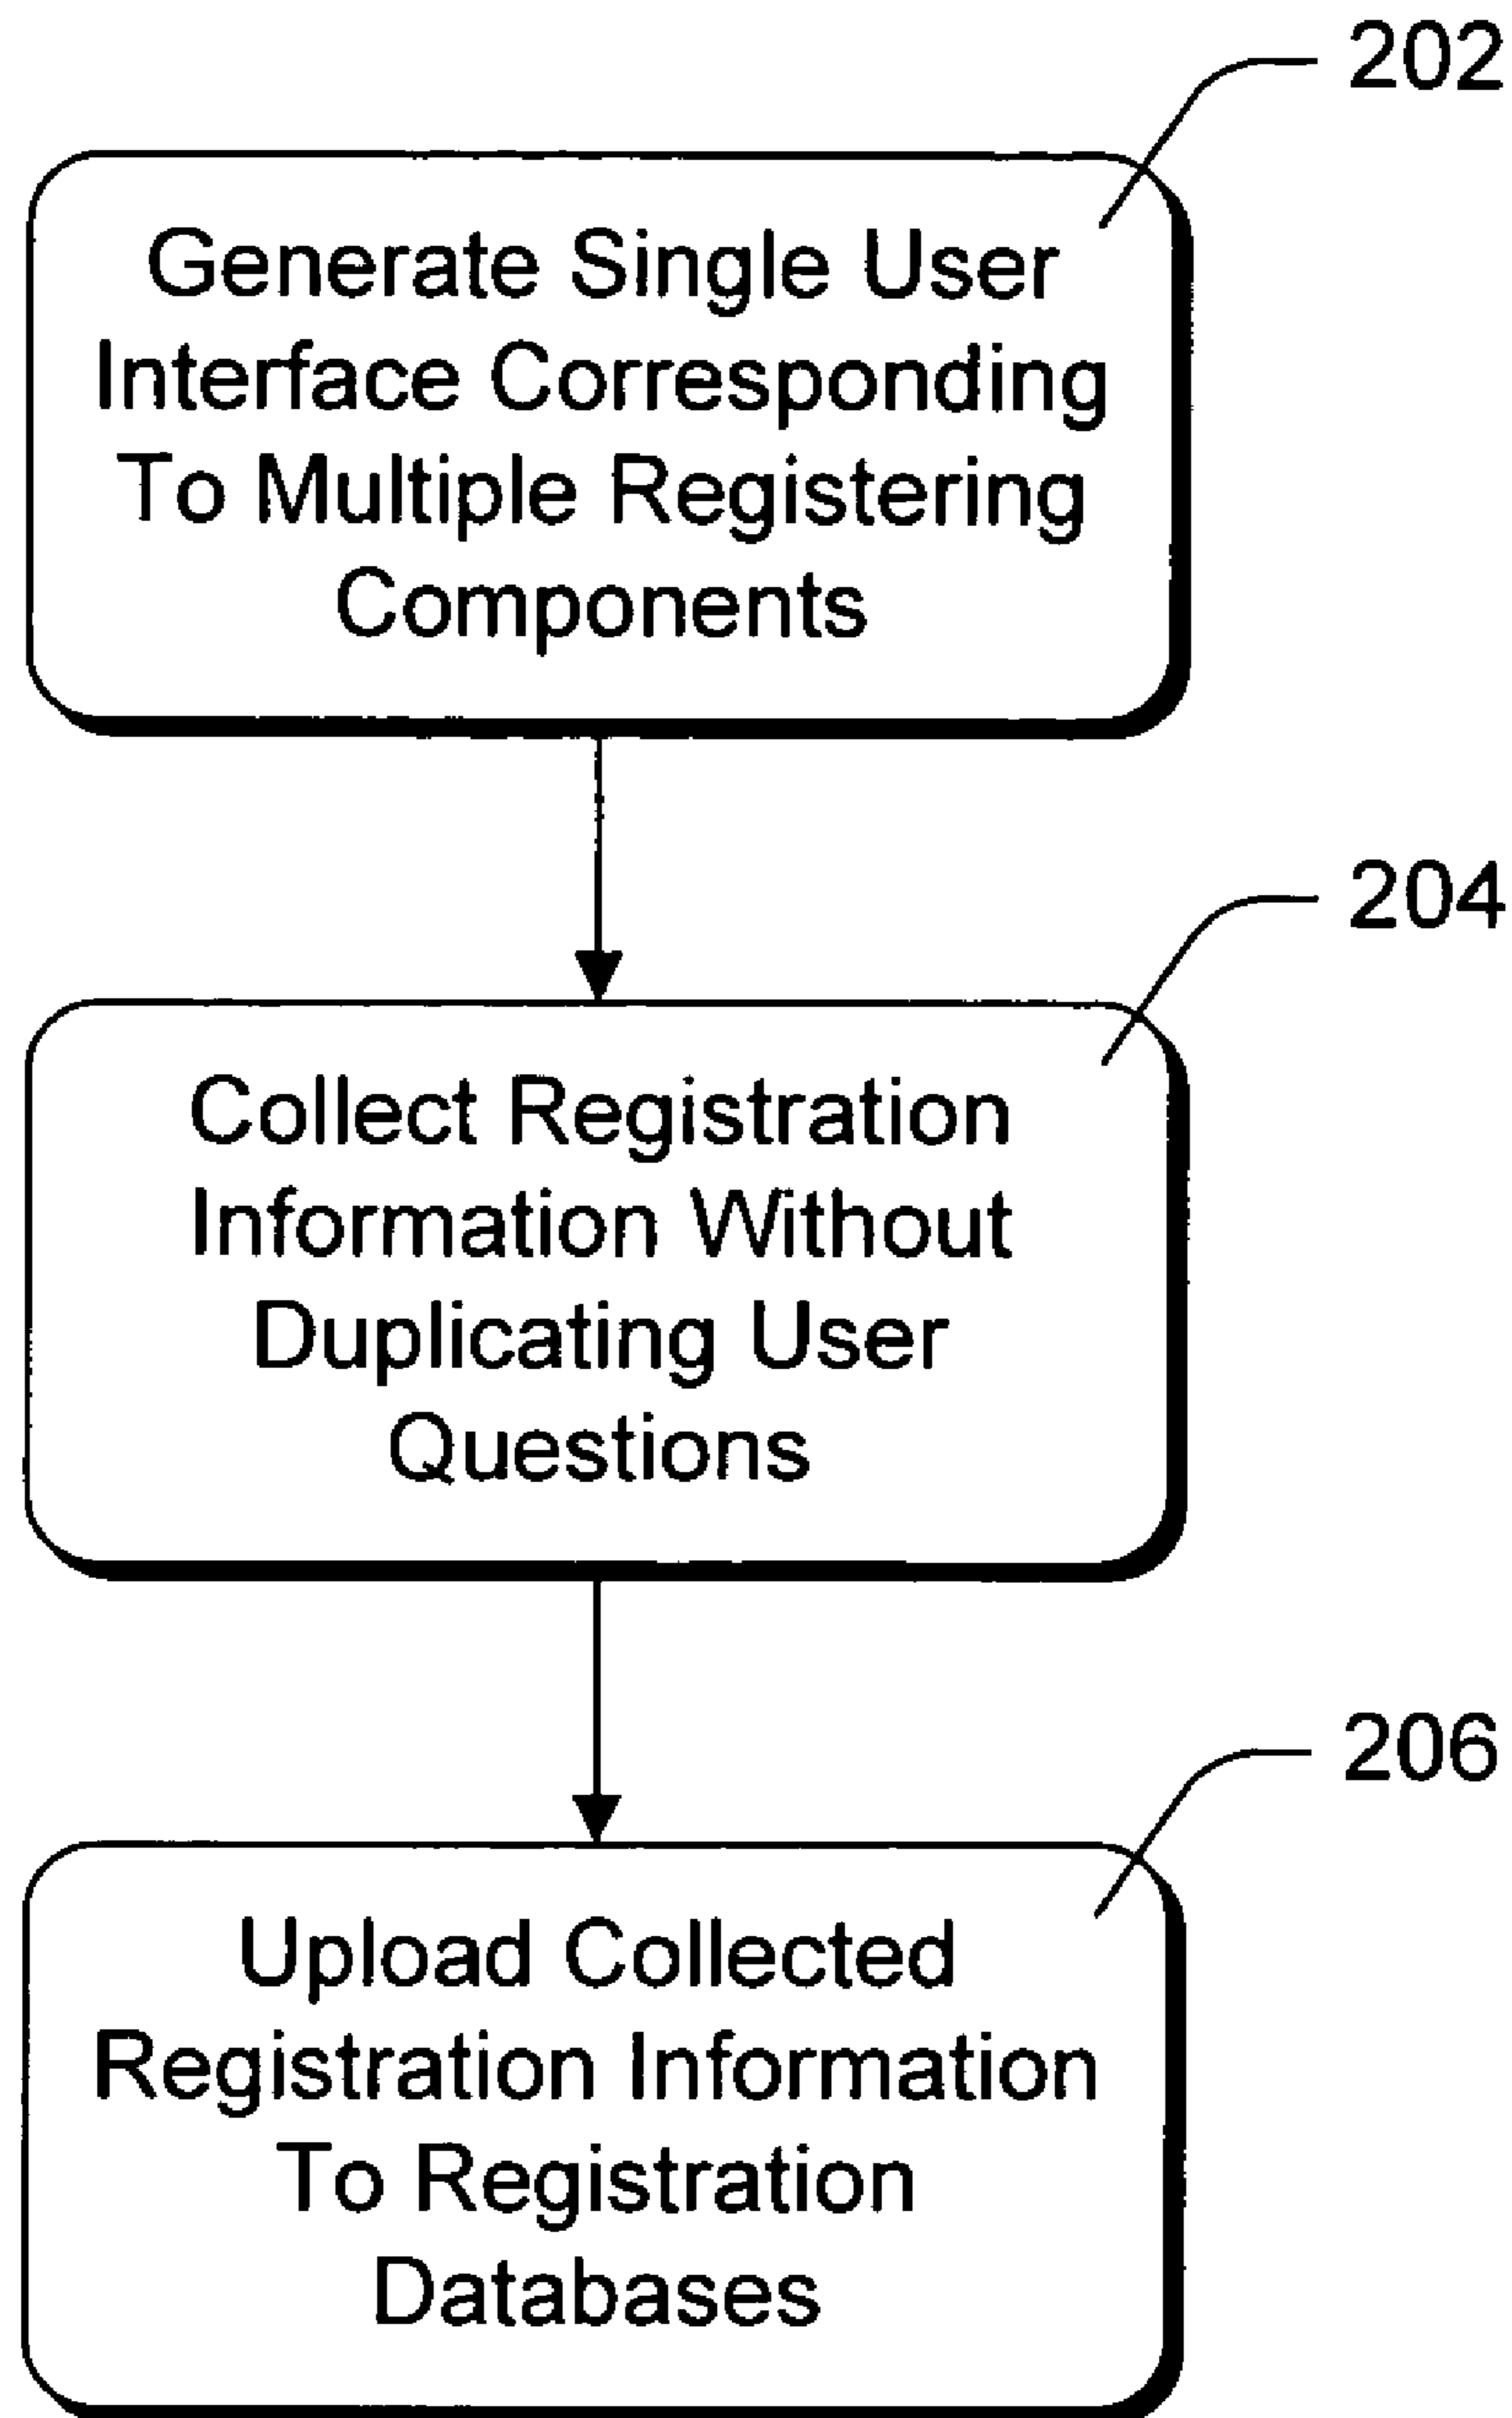 202
Generate Single User
Interface Corresponding
To Multiple Registering
Components
204
Collect Registration
Information Without
Duplicating User
Questions
206
Upload Collected
Registration Information
To Registration
Databases